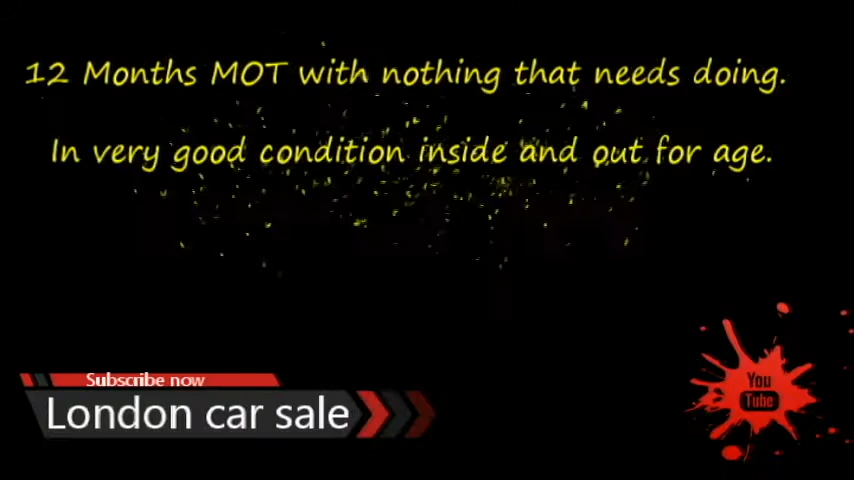 12 Months MOT with nothing that needs doing.
In very good condition inside and out for age.
Subscribe now
London car sale
You
Tube